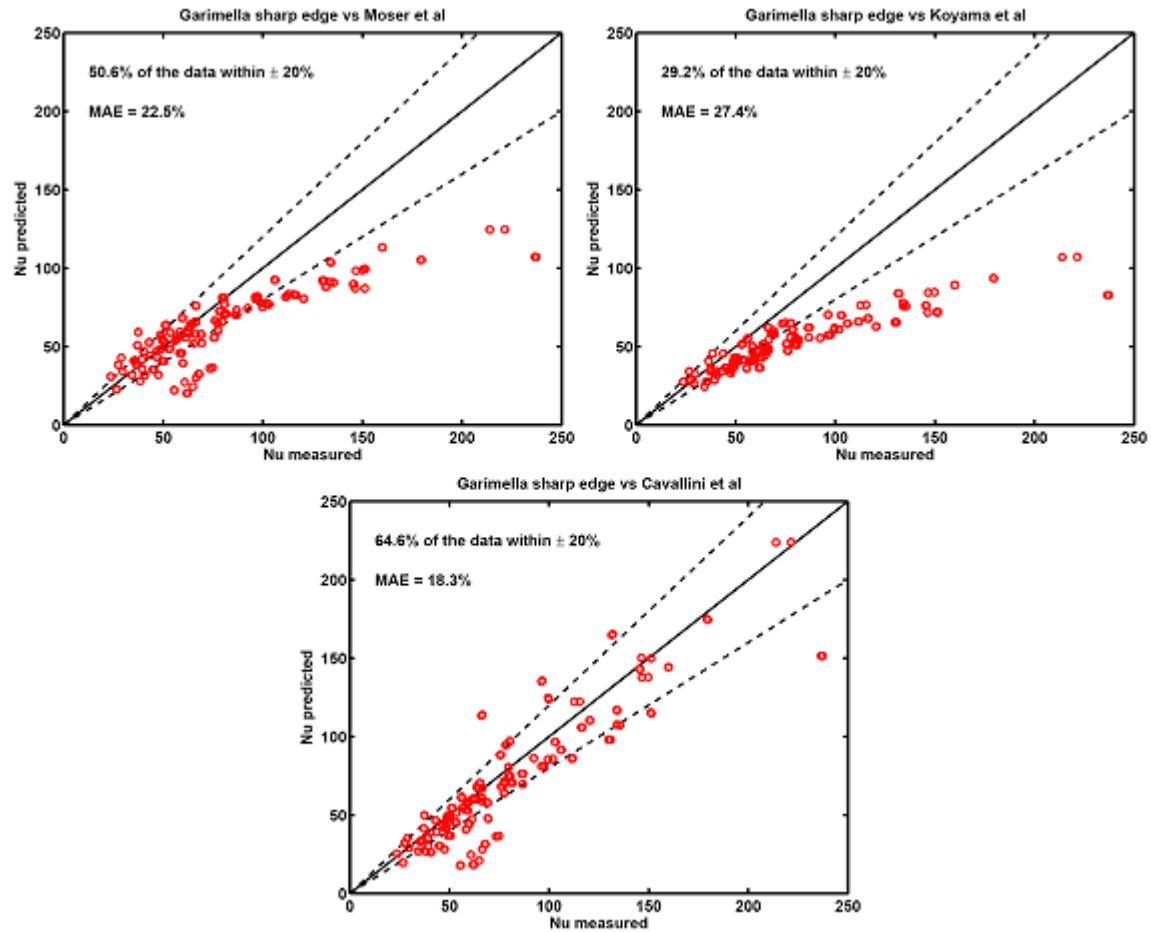 Garimella sharp edge vs Moser et al
250
50.6% of the data within ± 20%
200
MAE = 22.5%
150
Nu predicted
100
50
0
0 50 100 150 200 250
Nu measured
Garimella sharp edge vs Koyama et al
250
29.2% of the data within ± 20%
200
MAE = 27.4%
150
Nu predicted
100
50
0
0 50 100 150 200 250
Nu measured
Garimella sharp edge vs Cavallini et al
250
64.6% of the data within ± 20%
200
MAE = 18.3%
150
Nu predicted
100
50
0
0 50 100 150 200 250
Nu measured